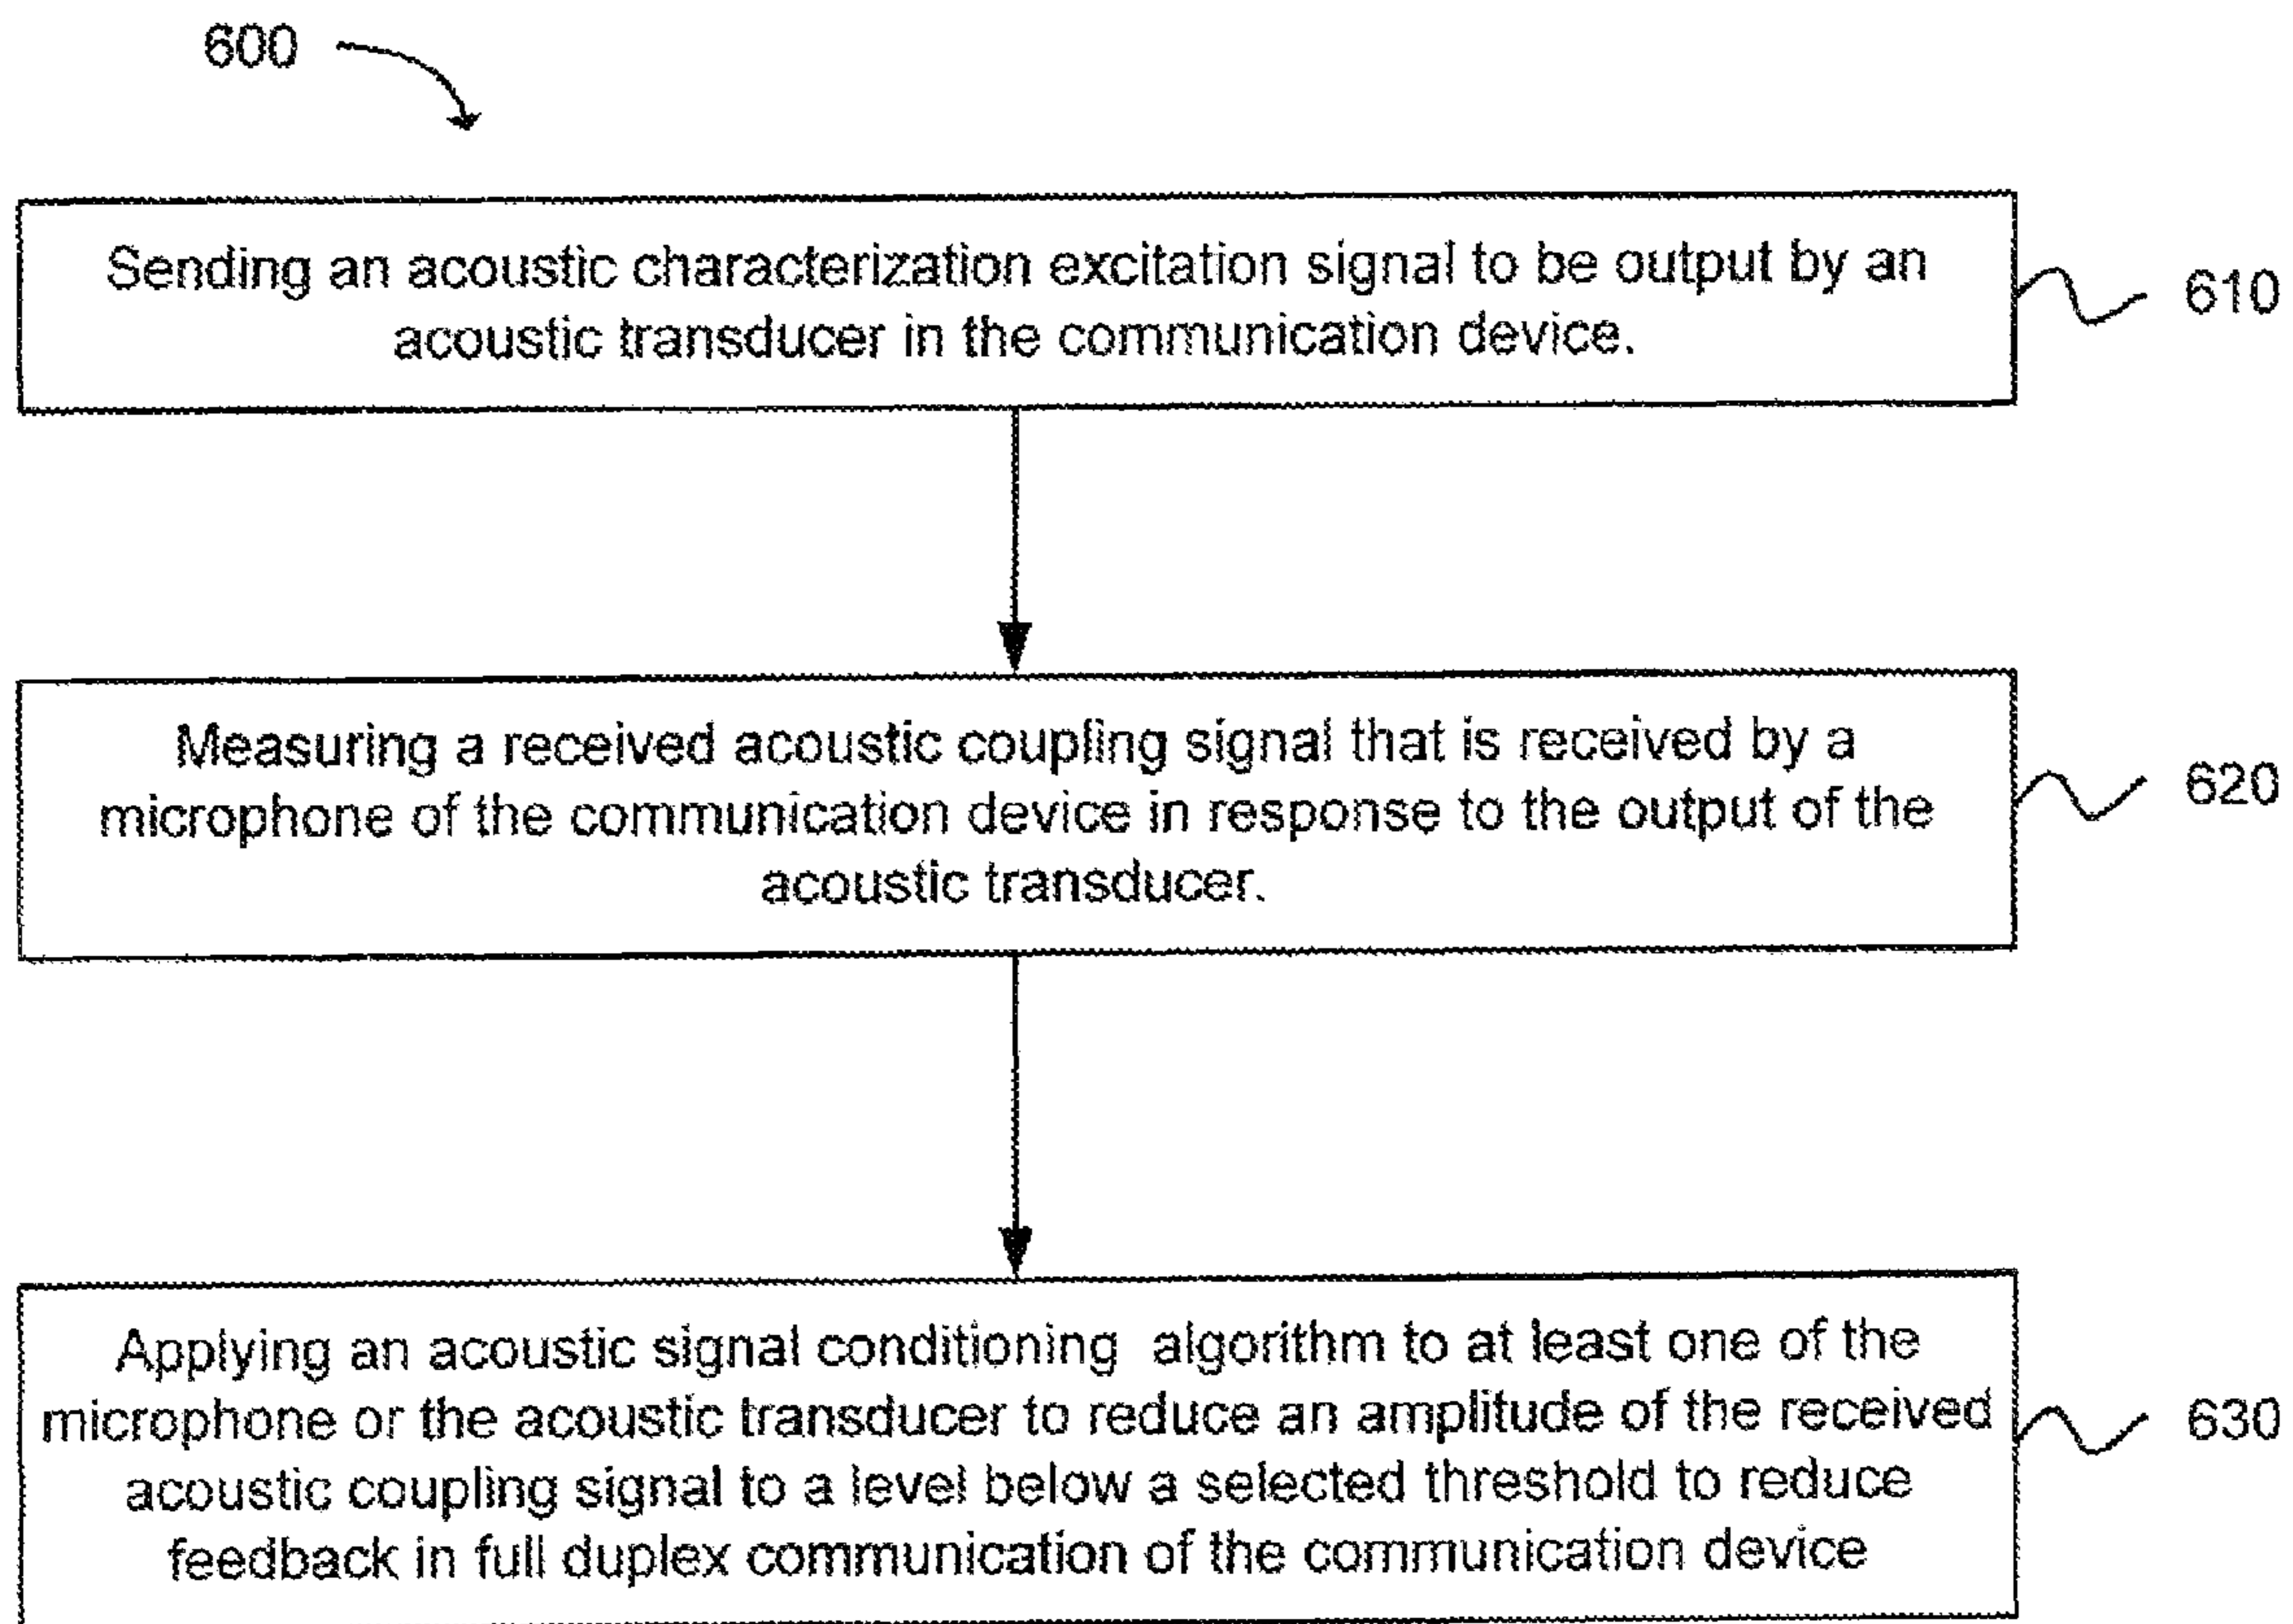 600
Sending an acoustic characterization excitation signal to be output by an
acoustic transducer in the communication device.
610
Measuring a received acoustic coupling signal that is received by a
microphone of the communication device in response to the output of the
acoustic transducer.
620
Applying an acoustic signal conditioning algorithm to at least one of the
microphone or the acoustic transducer to reduce an amplitude of the received
acoustic coupling signal to a level below a selected threshold to reduce
feedback in full duplex communication of the communication device
630